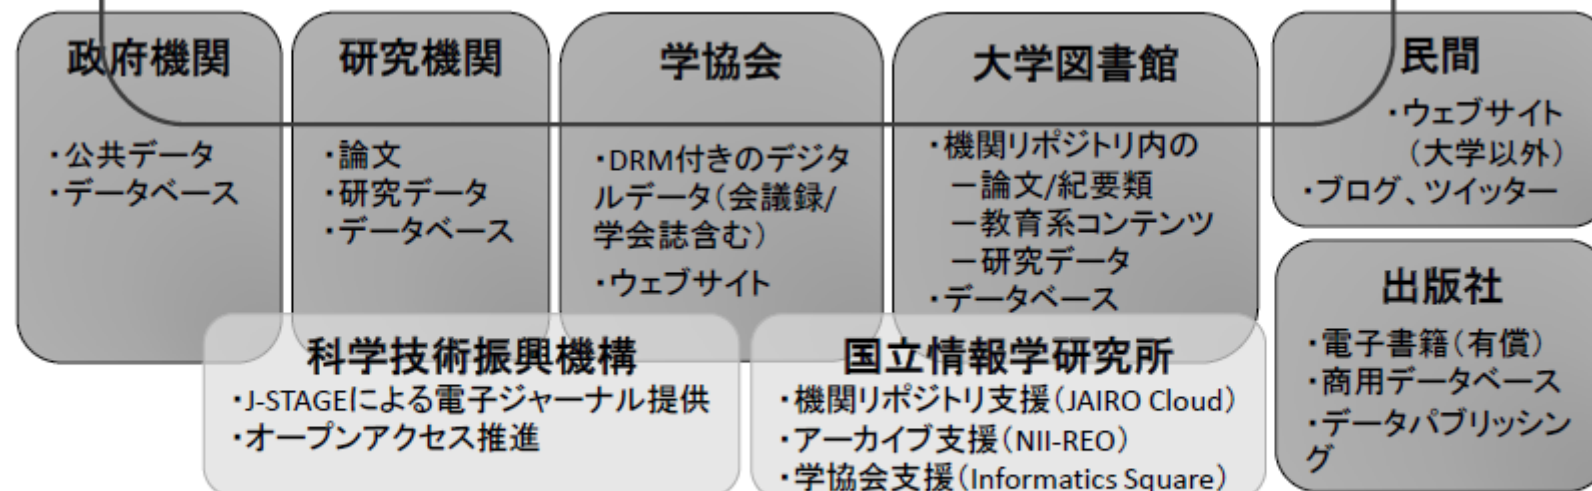 政府機関
・公共データ
・データベース
研究機関
・論文
・研究データ
・データベース
学協会
・DRM付きのデジタ
ルデータ(会議録/
学会誌含む)
・ウェブサイト
大学図書館
・機関リポジトリ内の
－論文/紀要類
－教育系コンテンツ
－研究データ
・データベース
民間
・ウェブサイト
(大学以外)
・ブログ、ツイッター
出版社
・電子書籍(有償)
・商用データベース
・データパブリッシン
グ
科学技術振興機構
・J-STAGEによる電子ジャーナル提供
・オープンアクセス推進
国立情報学研究所
・機関リポジトリ支援(JAIRO Cloud)
・アーカイブ支援(NII-REO)
・学協会支援(Informatics Square)